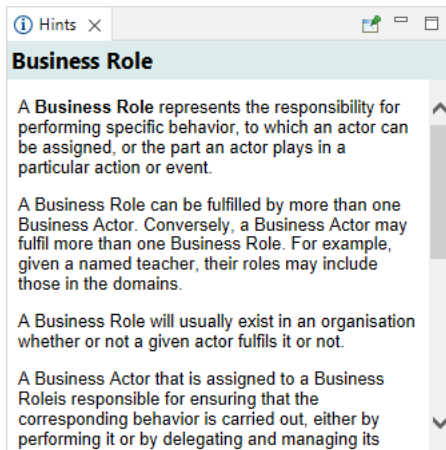 Hints
Business Role
A Business Role represents the responsibility for
performing specific behavior, to which an actor can
be assigned, or the part an actor plays in a
particular action or event.
A Business Role can be fulfilled by more than one
Business Actor. Conversely, a Business Actor may
fulfil more than one Business Role. For example,
given a named teacher, their roles may include
those in the domains.
A Business Role will usually exist in an organisation
whether or not a given actor fulfils it or not.
A Business Actor that is assigned to a Business
Roleis responsible for ensuring that the
corresponding behavior is carried out, either by
performing it or by delegating and managing its